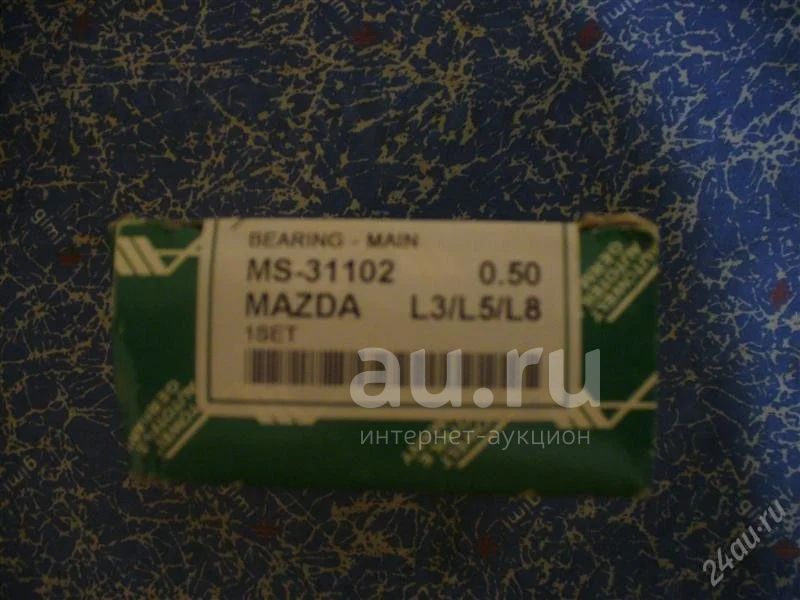 BEARING - MAIN
MS-31102 0.50
MAZDA L3/L5/L8
1SET
au.ru
интернет-аукцион
24au.ru